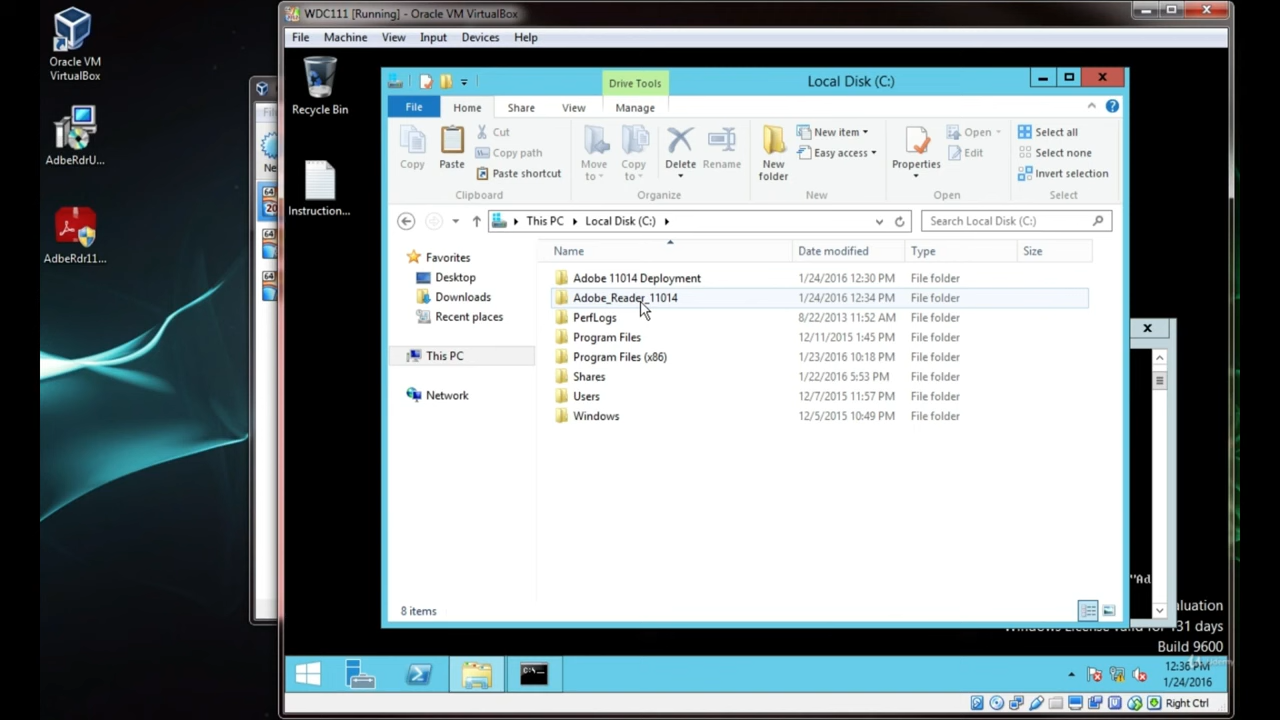 Oracle VM
VirtualBox
AdbeRdrU...
AdbeRdr11...
WDC111 [Running] - Oracle VM VirtualBox
File Machine View Input Devices Help
Recycle Bin
Instruction...
Drive Tools
Local Disk (C:)
File Home Share View Manage
Copy
Paste
Cut
Copy path
Paste shortcut
Clipboard
Move to
Copy to
Delete
Rename
Organize
New folder
New item
Easy access
New
Properties
Open
Edit
Open
Select all
Select none
Invert selection
Select
This PC Local Disk (C:)
Search Local Disk (C:)
Favorites
Desktop
Downloads
Recent places
This PC
Network
Name Date modified Type Size
Adobe 11014 Deployment 1/24/2016 12:30 PM File folder
Adobe_Reader_11014 1/24/2016 12:34 PM File folder
PerfLogs 8/22/2013 11:52 AM File folder
Program Files 12/11/2015 1:45 PM File folder
Program Files (x86) 1/23/2016 10:18 PM File folder
Shares 1/22/2016 5:53 PM File folder
Users 12/7/2015 11:57 PM File folder
Windows 12/5/2015 10:49 PM File folder
8 items
"Ad
Build 9600
12:36 PM
1/24/2016
Right Ctrl